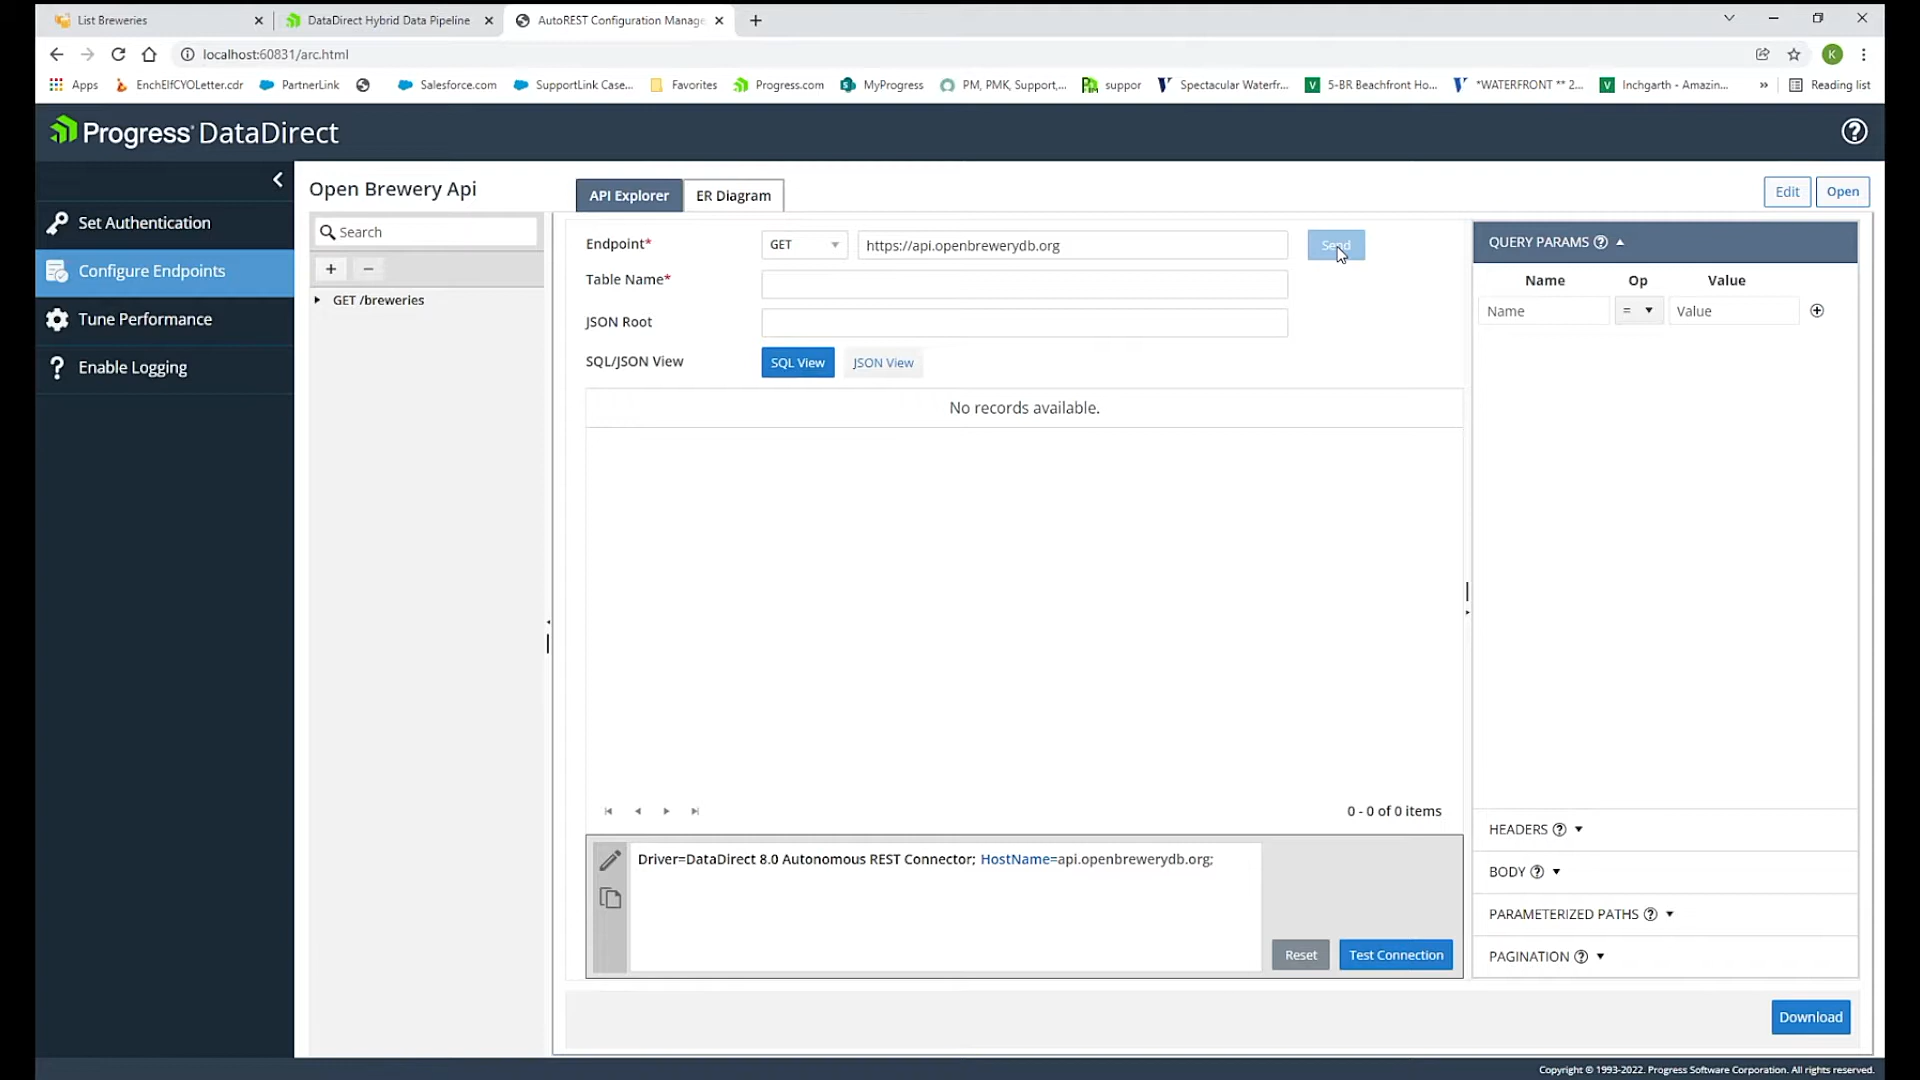 List Breweries
DataDirect Hybrid Data Pipeline
AutoREST Configuration Manage
localhost:60831/arc.html
K
Apps
EnchElfCYOLetter.cdr
PartnerLink
Salesforce.com
SupportLink Case...
Favorites
Progress.com
MyProgress
PM, PMK, Support,...
suppor
Spectacular Waterfr...
5-BR Beachfront Ho...
*WATERFRONT ** 2...
Inchgarth - Amazin...
»
Reading list
Progress DataDirect
Set Authentication
Configure Endpoints
Tune Performance
Enable Logging
Open Brewery Api
Search
+ −
GET /breweries
API Explorer
ER Diagram
Edit
Open
Endpoint*
GET
https://api.openbrewerydb.org
Send
Table Name*
JSON Root
SQL/JSON View
SQL View
JSON View
No records available.
0 - 0 of 0 items
Driver=DataDirect 8.0 Autonomous REST Connector; HostName=api.openbrewerydb.org;
Reset
Test Connection
QUERY PARAMS
Name Op Value
Name = Value
HEADERS
BODY
PARAMETERIZED PATHS
PAGINATION
Download
Copyright © 1993-2022. Progress Software Corporation. All rights reserved.